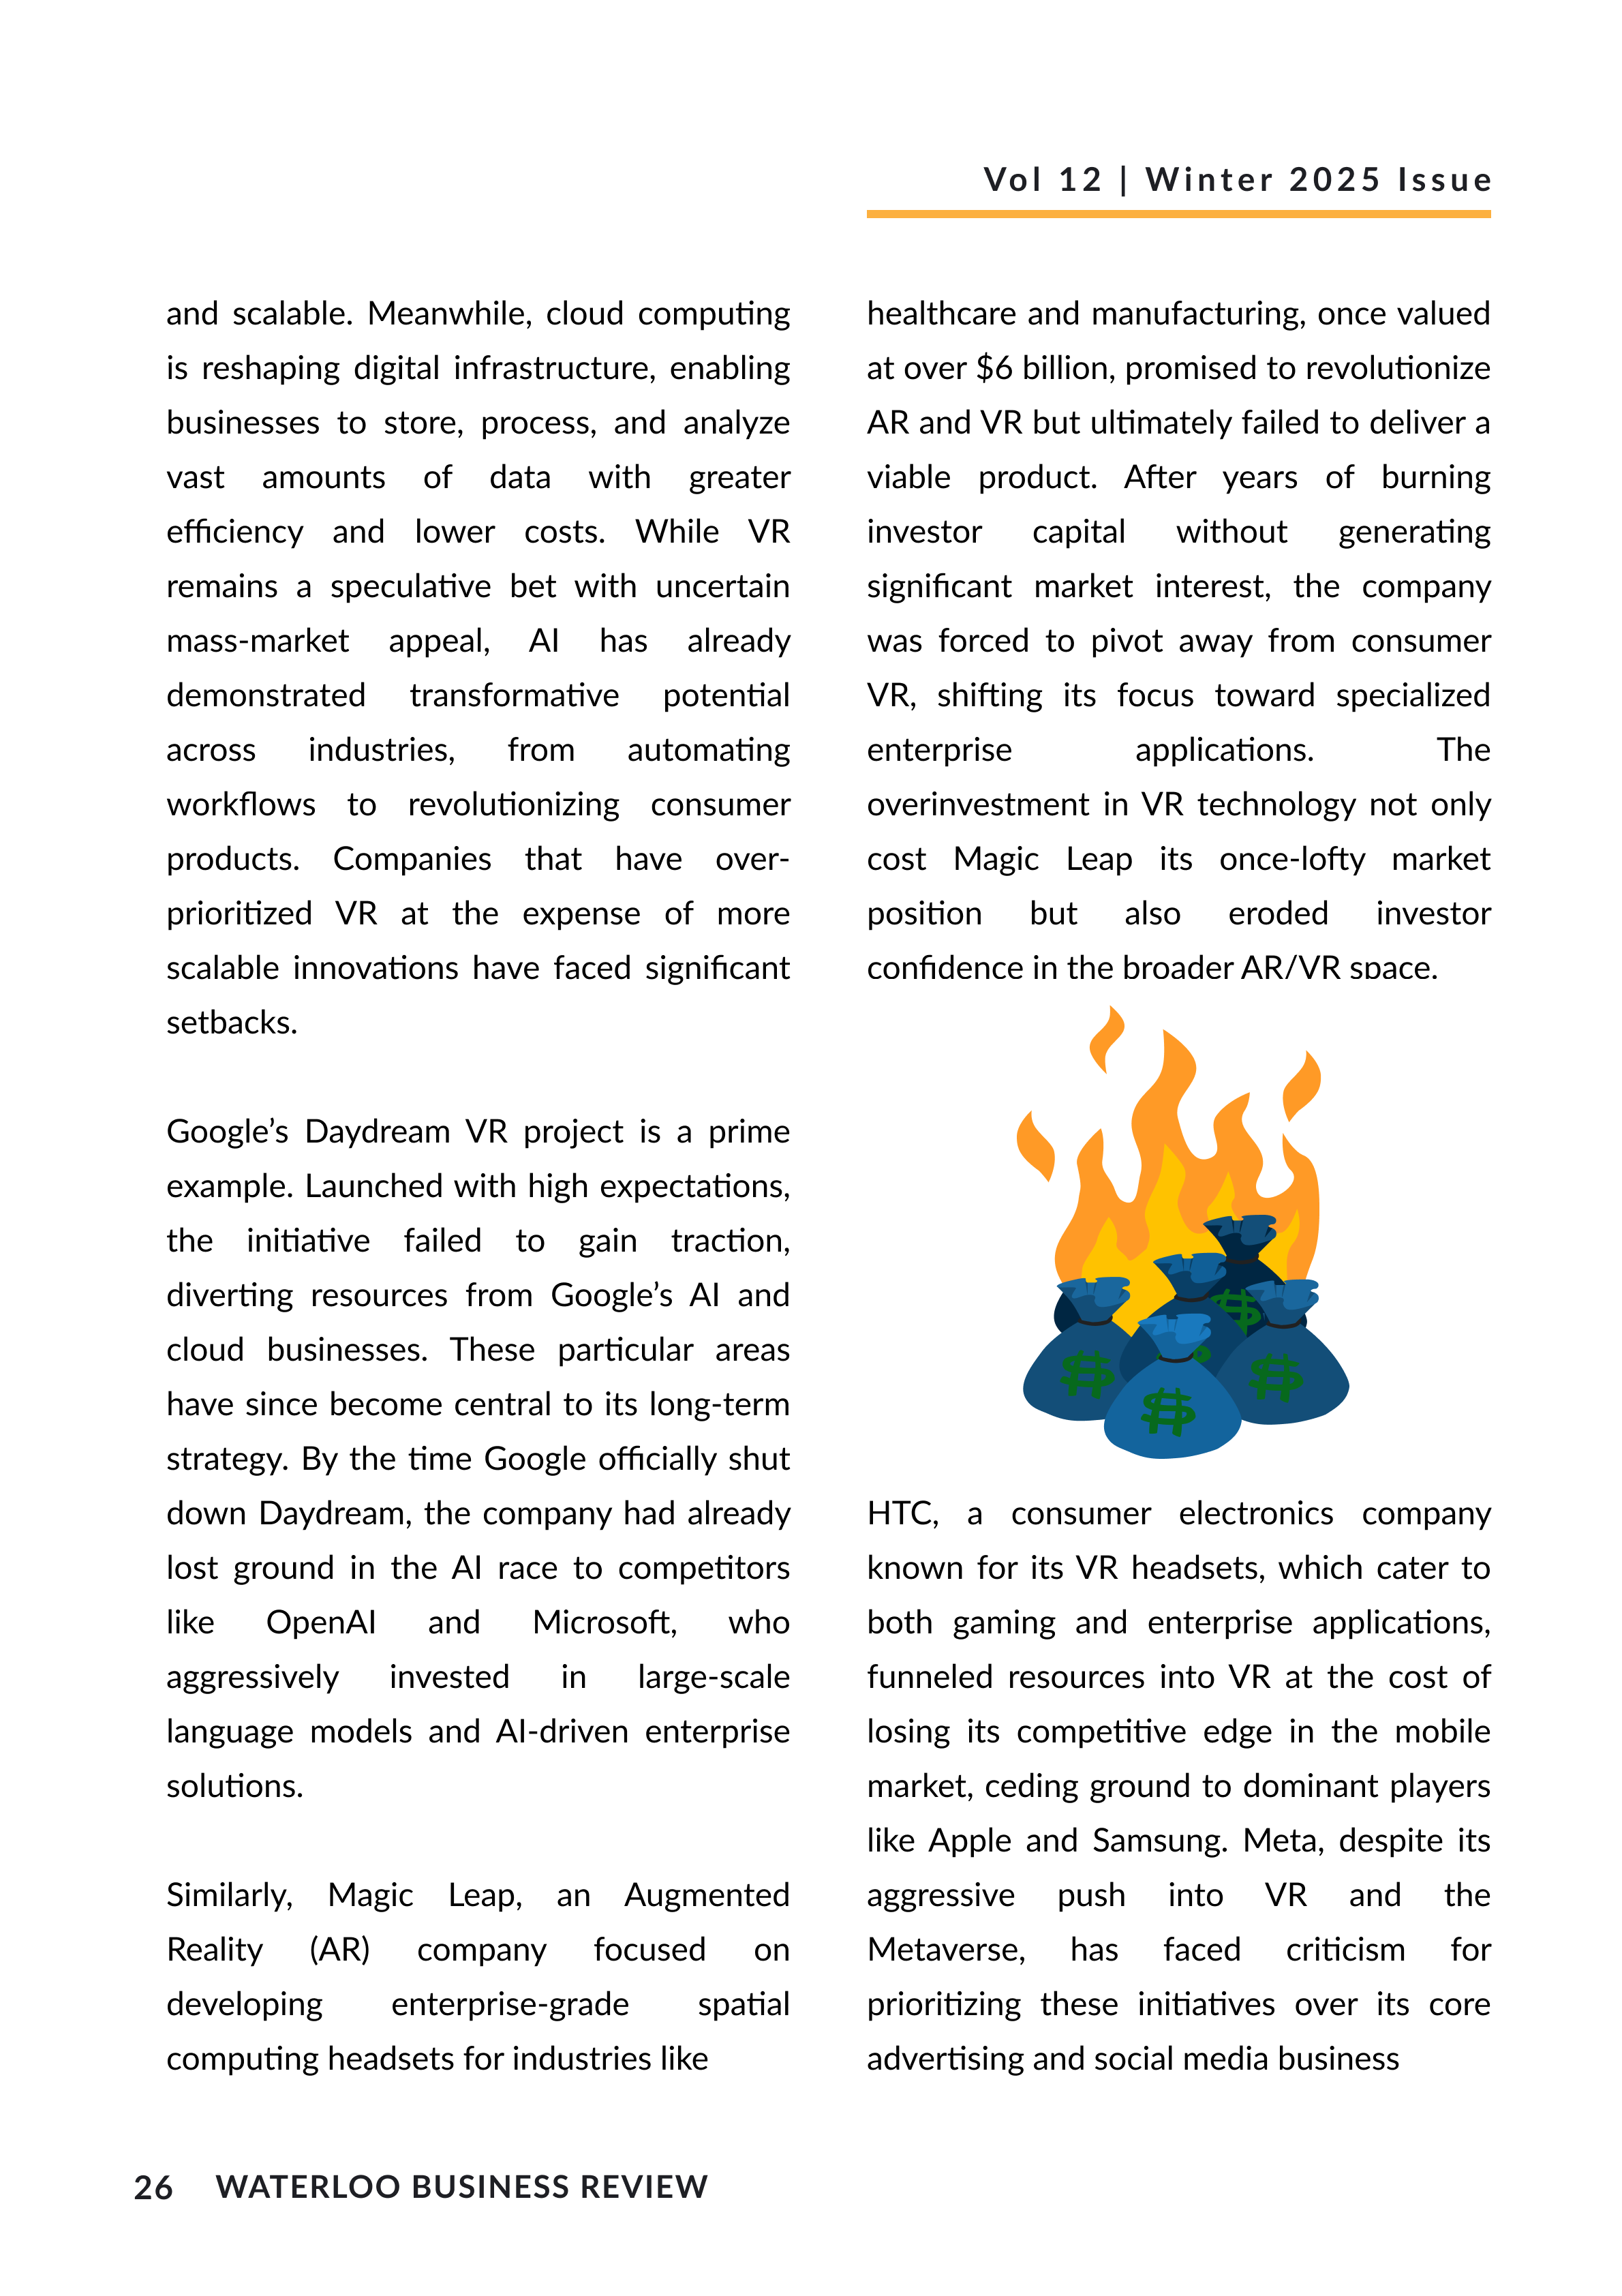 Vol 12 | Winter 2025 Issue
and scalable. Meanwhile, cloud computing
is reshaping digital infrastructure, enabling
businesses to store, process, and analyze
vast amounts of data with greater
efficiency and lower costs. While VR
remains a speculative bet with uncertain
mass-market appeal, AI has already
demonstrated transformative potential
across industries, from automating
workflows to revolutionizing consumer
products. Companies that have over-
prioritized VR at the expense of more
scalable innovations have faced significant
setbacks.
Google’s Daydream VR project is a prime
example. Launched with high expectations,
the initiative failed to gain traction,
diverting resources from Google’s AI and
cloud businesses. These particular areas
have since become central to its long-term
strategy. By the time Google officially shut
down Daydream, the company had already
lost ground in the AI race to competitors
like OpenAI and Microsoft, who
aggressively invested in large-scale
language models and AI-driven enterprise
solutions.
Similarly, Magic Leap, an Augmented
Reality (AR) company focused on
developing enterprise-grade spatial
computing headsets for industries like
healthcare and manufacturing, once valued
at over $6 billion, promised to revolutionize
AR and VR but ultimately failed to deliver a
viable product. After years of burning
investor capital without generating
significant market interest, the company
was forced to pivot away from consumer
VR, shifting its focus toward specialized
enterprise applications. The
overinvestment in VR technology not only
cost Magic Leap its once-lofty market
position but also eroded investor
confidence in the broader AR/VR space.
$
$
$
$
HTC, a consumer electronics company
known for its VR headsets, which cater to
both gaming and enterprise applications,
funneled resources into VR at the cost of
losing its competitive edge in the mobile
market, ceding ground to dominant players
like Apple and Samsung. Meta, despite its
aggressive push into VR and the
Metaverse, has faced criticism for
prioritizing these initiatives over its core
advertising and social media business
26 WATERLOO BUSINESS REVIEW